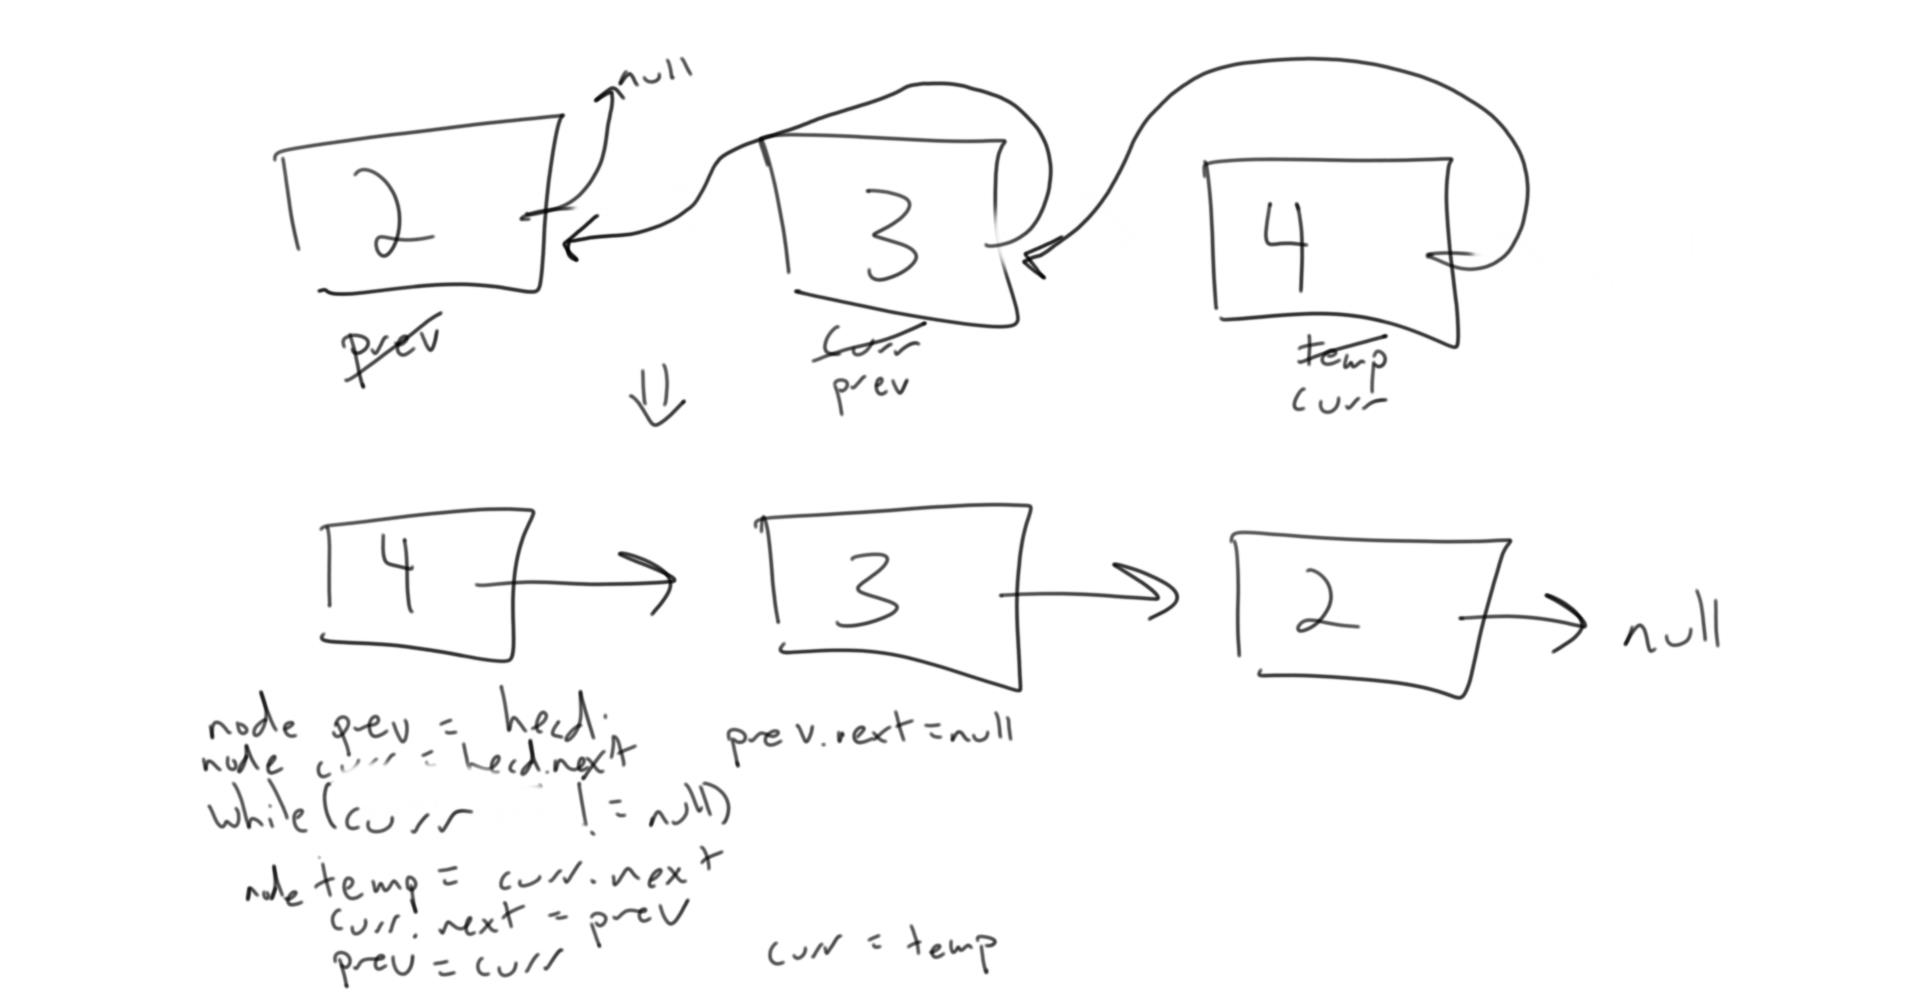 null
2
3
4
prev
curr
temp
prev
curr
4
3
2
null
node prev = head;
prev.next = null
node curr = head.next
while (curr != null)
node temp = curr.next
curr.next = prev
prev = curr
curr = temp